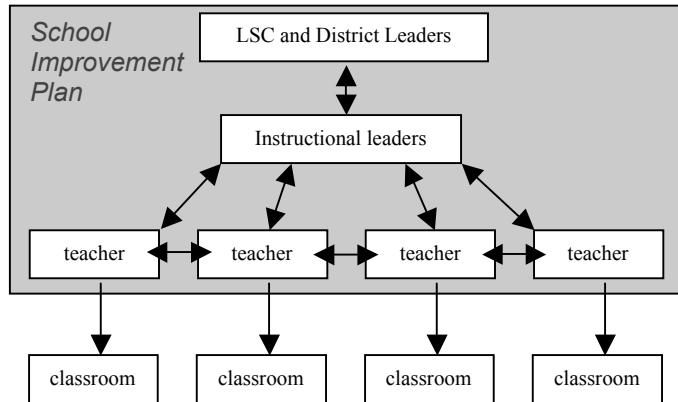 School
Improvement
Plan
LSC and District Leaders
Instructional leaders
teacher
teacher
teacher
teacher
classroom
classroom
classroom
classroom